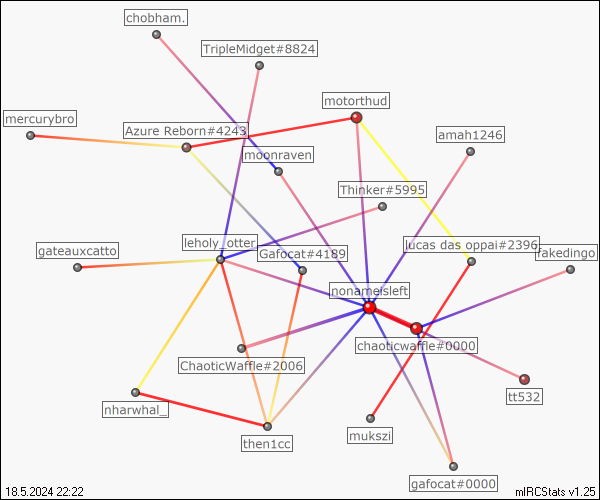 chobham.
TripleMidget#8824
motorthud
mercurybro
Azure Reborn#4243
amah1246
moonraven
Thinker#5995
leholy_otter
lucas das oppai#2396
gateauxcatto
Gafocat#4189
fakedingo
nonameisleft
chaoticwaffle#0000
ChaoticWaffle#2006
tt532
nharwhal_
then1cc
mukszi
gafocat#0000
18.5.2024 22:22
mIRCStats v1.25